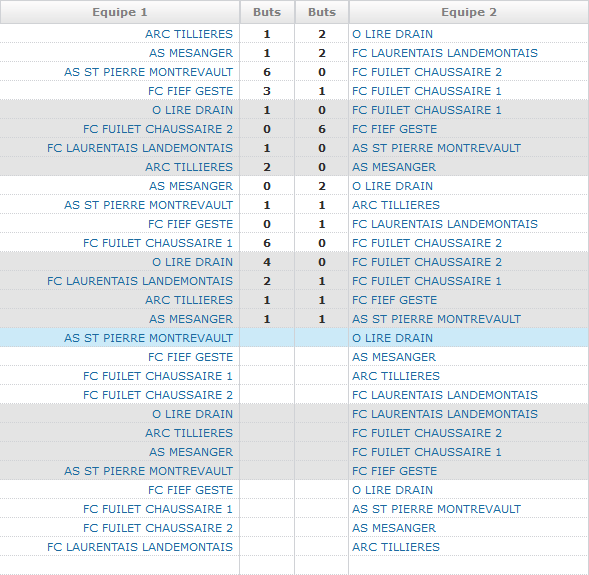 Equipe 1 Buts Buts Equipe 2
ARC TILLIERES 1 2 O LIRE DRAIN
AS MESANGER 1 2 FC LAURENTAIS LANDEMONTAIS
AS ST PIERRE MONTREVAULT 6 0 FC FUILET CHAUSSAIRE 2
FC FIEF GESTE 3 1 FC FUILET CHAUSSAIRE 1
O LIRE DRAIN 1 0 FC FUILET CHAUSSAIRE 1
FC FUILET CHAUSSAIRE 2 0 6 FC FIEF GESTE
FC LAURENTAIS LANDEMONTAIS 1 0 AS ST PIERRE MONTREVAULT
ARC TILLIERES 2 0 AS MESANGER
AS MESANGER 0 2 O LIRE DRAIN
AS ST PIERRE MONTREVAULT 1 1 ARC TILLIERES
FC FIEF GESTE 0 1 FC LAURENTAIS LANDEMONTAIS
FC FUILET CHAUSSAIRE 1 6 0 FC FUILET CHAUSSAIRE 2
O LIRE DRAIN 4 0 FC FUILET CHAUSSAIRE 2
FC LAURENTAIS LANDEMONTAIS 2 1 FC FUILET CHAUSSAIRE 1
ARC TILLIERES 1 1 FC FIEF GESTE
AS MESANGER 1 1 AS ST PIERRE MONTREVAULT
AS ST PIERRE MONTREVAULT O LIRE DRAIN
FC FIEF GESTE AS MESANGER
FC FUILET CHAUSSAIRE 1 ARC TILLIERES
FC FUILET CHAUSSAIRE 2 FC LAURENTAIS LANDEMONTAIS
O LIRE DRAIN FC LAURENTAIS LANDEMONTAIS
ARC TILLIERES FC FUILET CHAUSSAIRE 2
AS MESANGER FC FUILET CHAUSSAIRE 1
AS ST PIERRE MONTREVAULT FC FIEF GESTE
FC FIEF GESTE O LIRE DRAIN
FC FUILET CHAUSSAIRE 1 AS ST PIERRE MONTREVAULT
FC FUILET CHAUSSAIRE 2 AS MESANGER
FC LAURENTAIS LANDEMONTAIS ARC TILLIERES